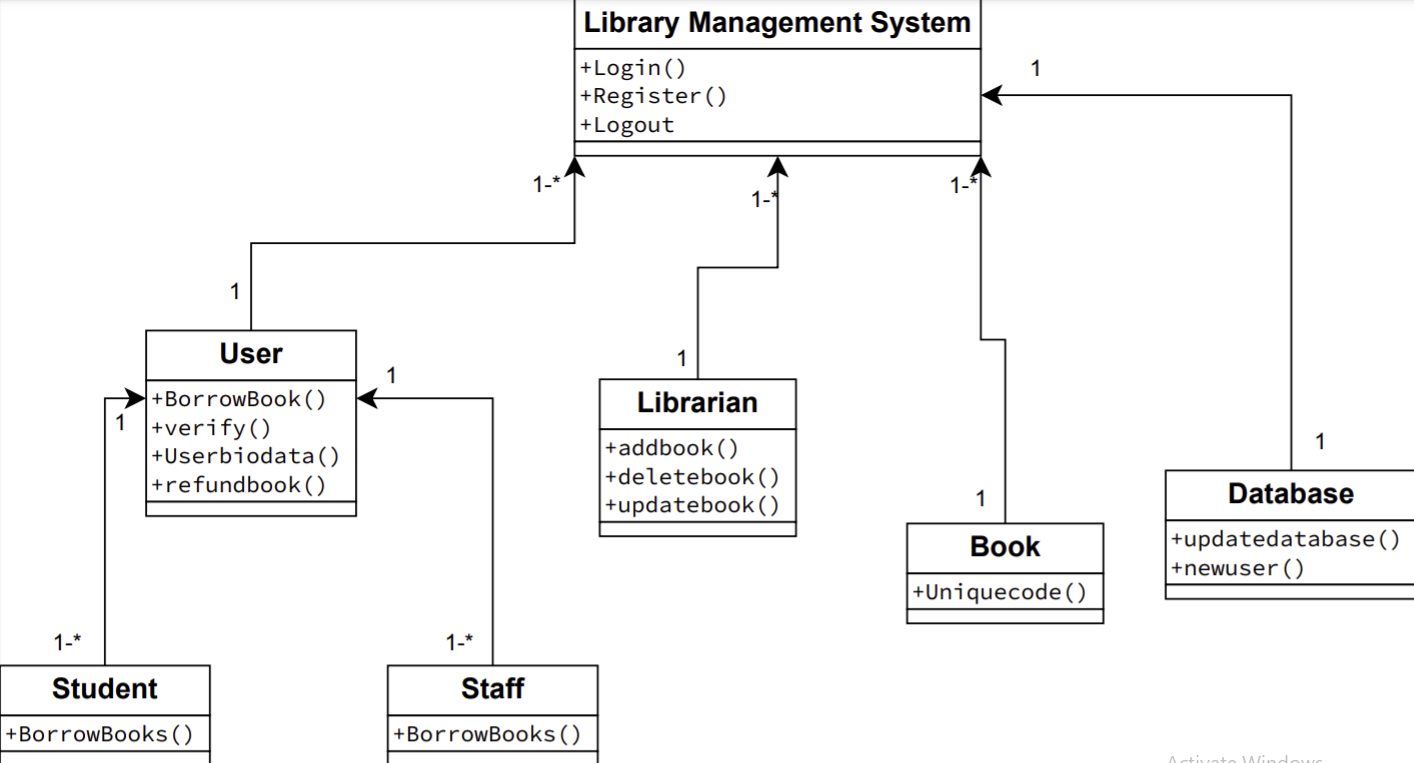 Library Management System
+Login()
+Register()
+Logout
1
1-*
1-*
1-*
1
User
+BorrowBook()
+verify()
+Userbiodata()
+refundbook()
1
1
1
Librarian
+addbook()
+deletebook()
+updatebook()
1
Book
+Uniquecode()
1
Database
+updatedatabase()
+newuser()
1-*
Student
+BorrowBooks()
1-*
Staff
+BorrowBooks()
Activate Windows